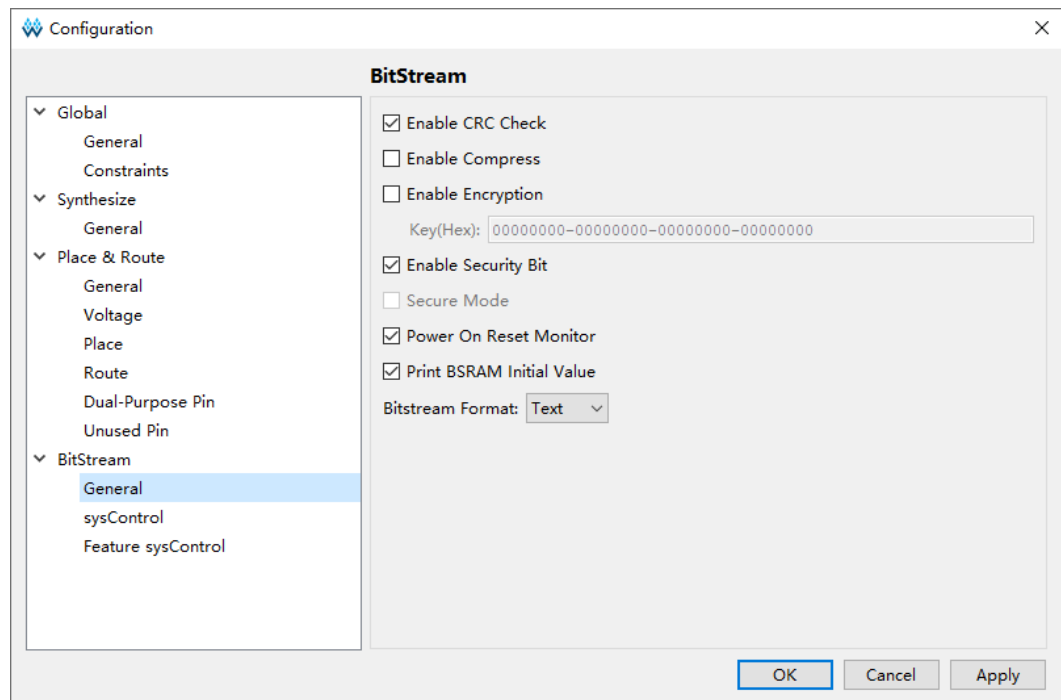 Configuration
BitStream
Global
General
Constraints
Synthesize
General
Place & Route
General
Voltage
Place
Route
Dual-Purpose Pin
Unused Pin
BitStream
General
sysControl
Feature sysControl
Enable CRC Check
Enable Compress
Enable Encryption
Key(Hex): 00000000-00000000-00000000-00000000
Enable Security Bit
Secure Mode
Power On Reset Monitor
Print BSRAM Initial Value
Bitstream Format: Text
OK Cancel Apply